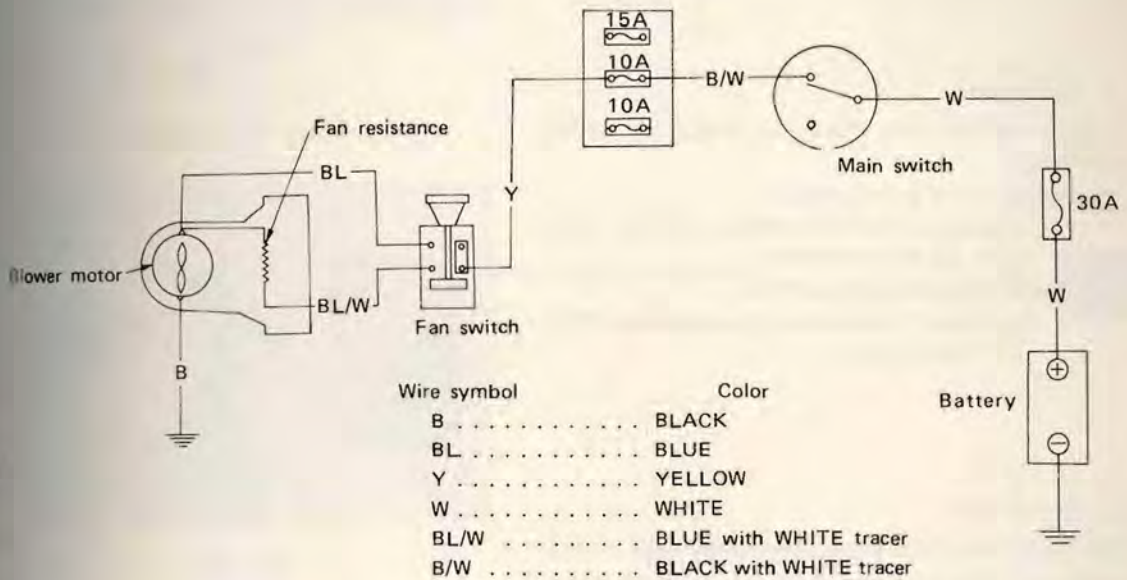 15A
10A
B/W
10A
W
Main switch
30A
Fan resistance
BL
Y
blower motor
BL/W
Fan switch
W
B
Battery
Wire symbol Color
B . . . . . . . . . . . . BLACK
BL . . . . . . . . . . . . BLUE
Y . . . . . . . . . . . . YELLOW
W . . . . . . . . . . . . WHITE
BL/W . . . . . . . . . . BLUE with WHITE tracer
B/W . . . . . . . . . . BLACK with WHITE tracer